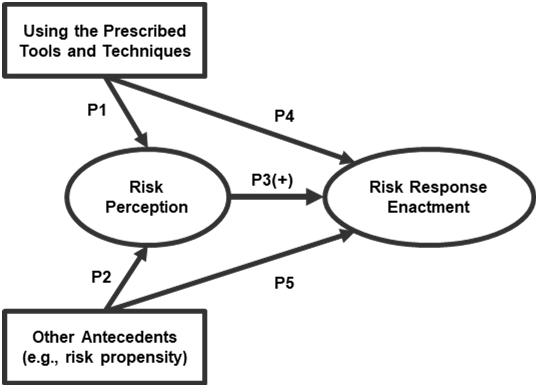 Using the Prescribed
Tools and Techniques
P1
P4
Risk
Perception
P3(+)
Risk Response
Enactment
P2
P5
Other Antecedents
(e.g., risk propensity)